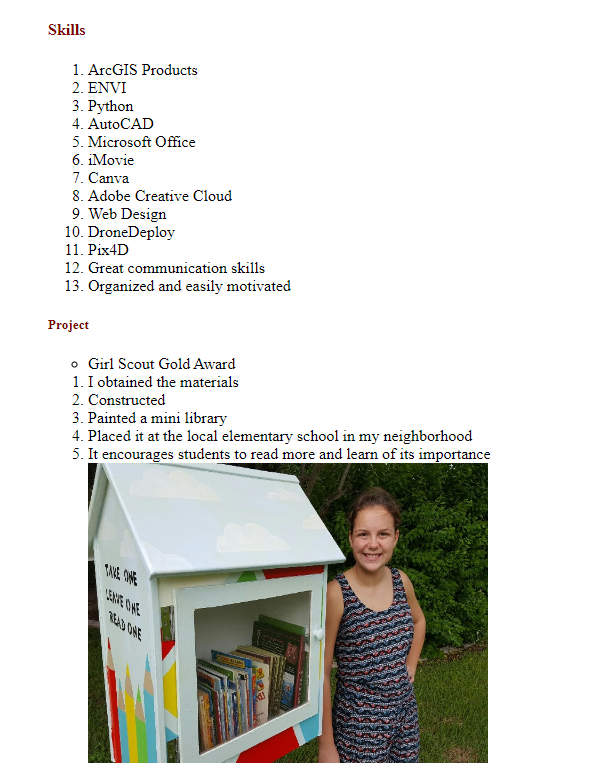 Skills
1. ArcGIS Products
2. ENVI
3. Python
4. AutoCAD
5. Microsoft Office
6. iMovie
7. Canva
8. Adobe Creative Cloud
9. Web Design
10. DroneDeploy
11. Pix4D
12. Great communication skills
13. Organized and easily motivated
Project
○ Girl Scout Gold Award
1. I obtained the materials
2. Constructed
3. Painted a mini library
4. Placed it at the local elementary school in my neighborhood
5. It encourages students to read more and learn of its importance
TAKE ONE
LEAVE ONE
READ ONE